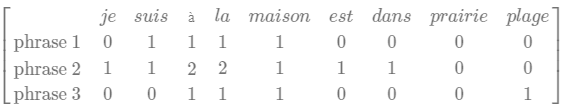 je suis à la maison est dans prairie plage
phrase 1 0 1 1 1 1 0 0 0 0
phrase 2 1 1 2 2 1 1 1 0 0
phrase 3 0 0 1 1 1 0 0 0 1